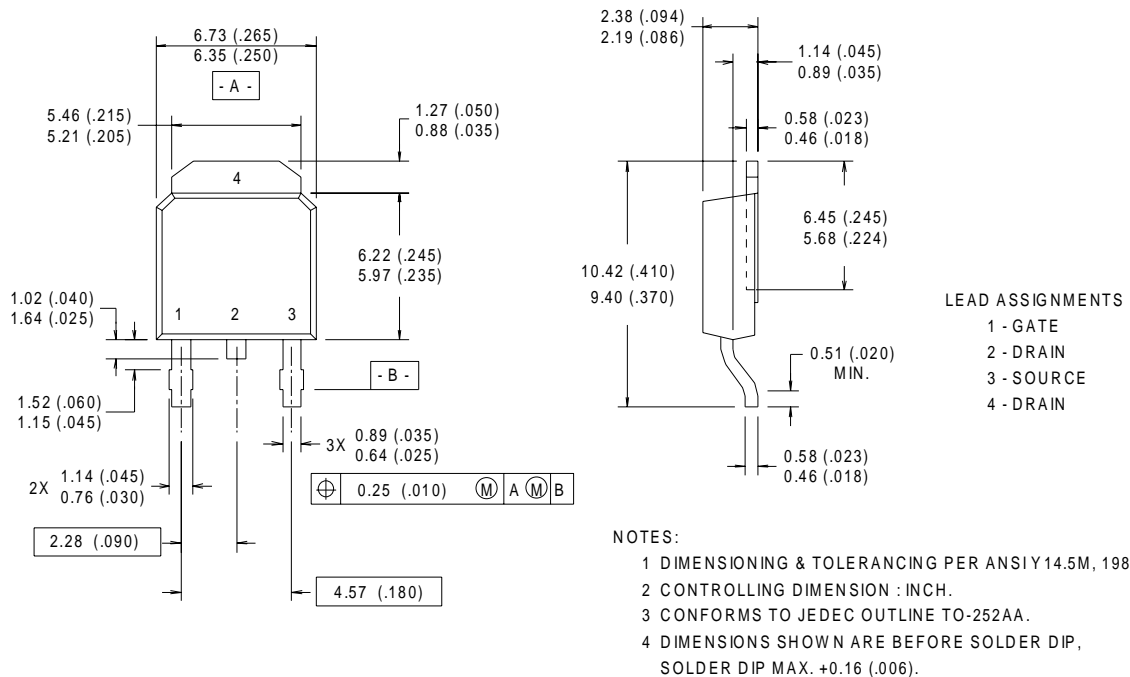 6.73 (.265)
6.35 (.250)
- A -
5.46 (.215)
5.21 (.205)
1.27 (.050)
0.88 (.035)
4
6.22 (.245)
5.97 (.235)
1.02 (.040)
1.64 (.025)
1 2 3
- B -
1.52 (.060)
1.15 (.045)
3X 0.89 (.035)
0.64 (.025)
2X 1.14 (.045)
0.76 (.030)
⌖ 0.25 (.010) Ⓜ A Ⓜ B
2.28 (.090)
4.57 (.180)
2.38 (.094)
2.19 (.086)
1.14 (.045)
0.89 (.035)
0.58 (.023)
0.46 (.018)
6.45 (.245)
5.68 (.224)
10.42 (.410)
9.40 (.370)
0.51 (.020)
MIN.
0.58 (.023)
0.46 (.018)
LEAD ASSIGNMENTS
1 - GATE
2 - DRAIN
3 - SOURCE
4 - DRAIN
NOTES:
1 DIMENSIONING & TOLERANCING PER ANSI Y14.5M, 198
2 CONTROLLING DIMENSION : INCH.
3 CONFORMS TO JEDEC OUTLINE TO-252AA.
4 DIMENSIONS SHOWN ARE BEFORE SOLDER DIP,
SOLDER DIP MAX. +0.16 (.006).